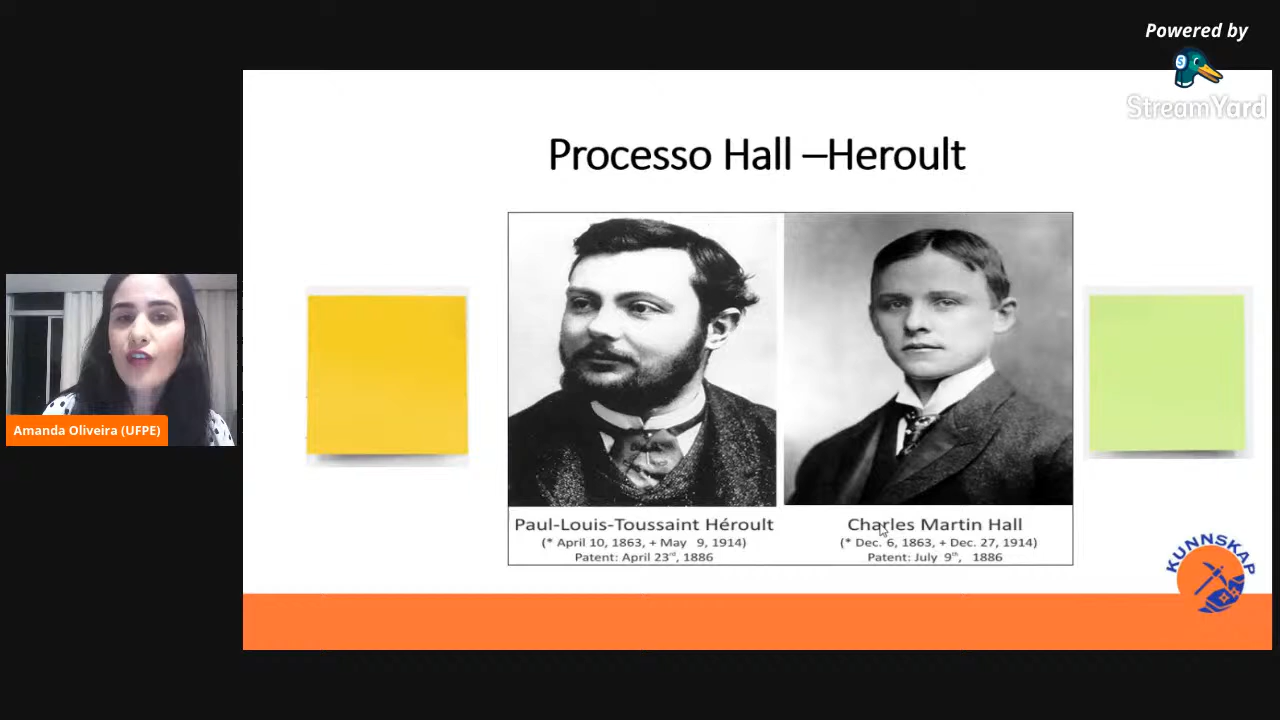 Powered by
StreamYard
Processo Hall –Heroult
Amanda Oliveira (UFPE)
Paul-Louis-Toussaint Héroult
(* April 10, 1863, + May 9, 1914)
Patent: April 23rd, 1886
Charles Martin Hall
(* Dec. 6, 1863, + Dec. 27, 1914)
Patent: July 9th, 1886
KUNNSKAP